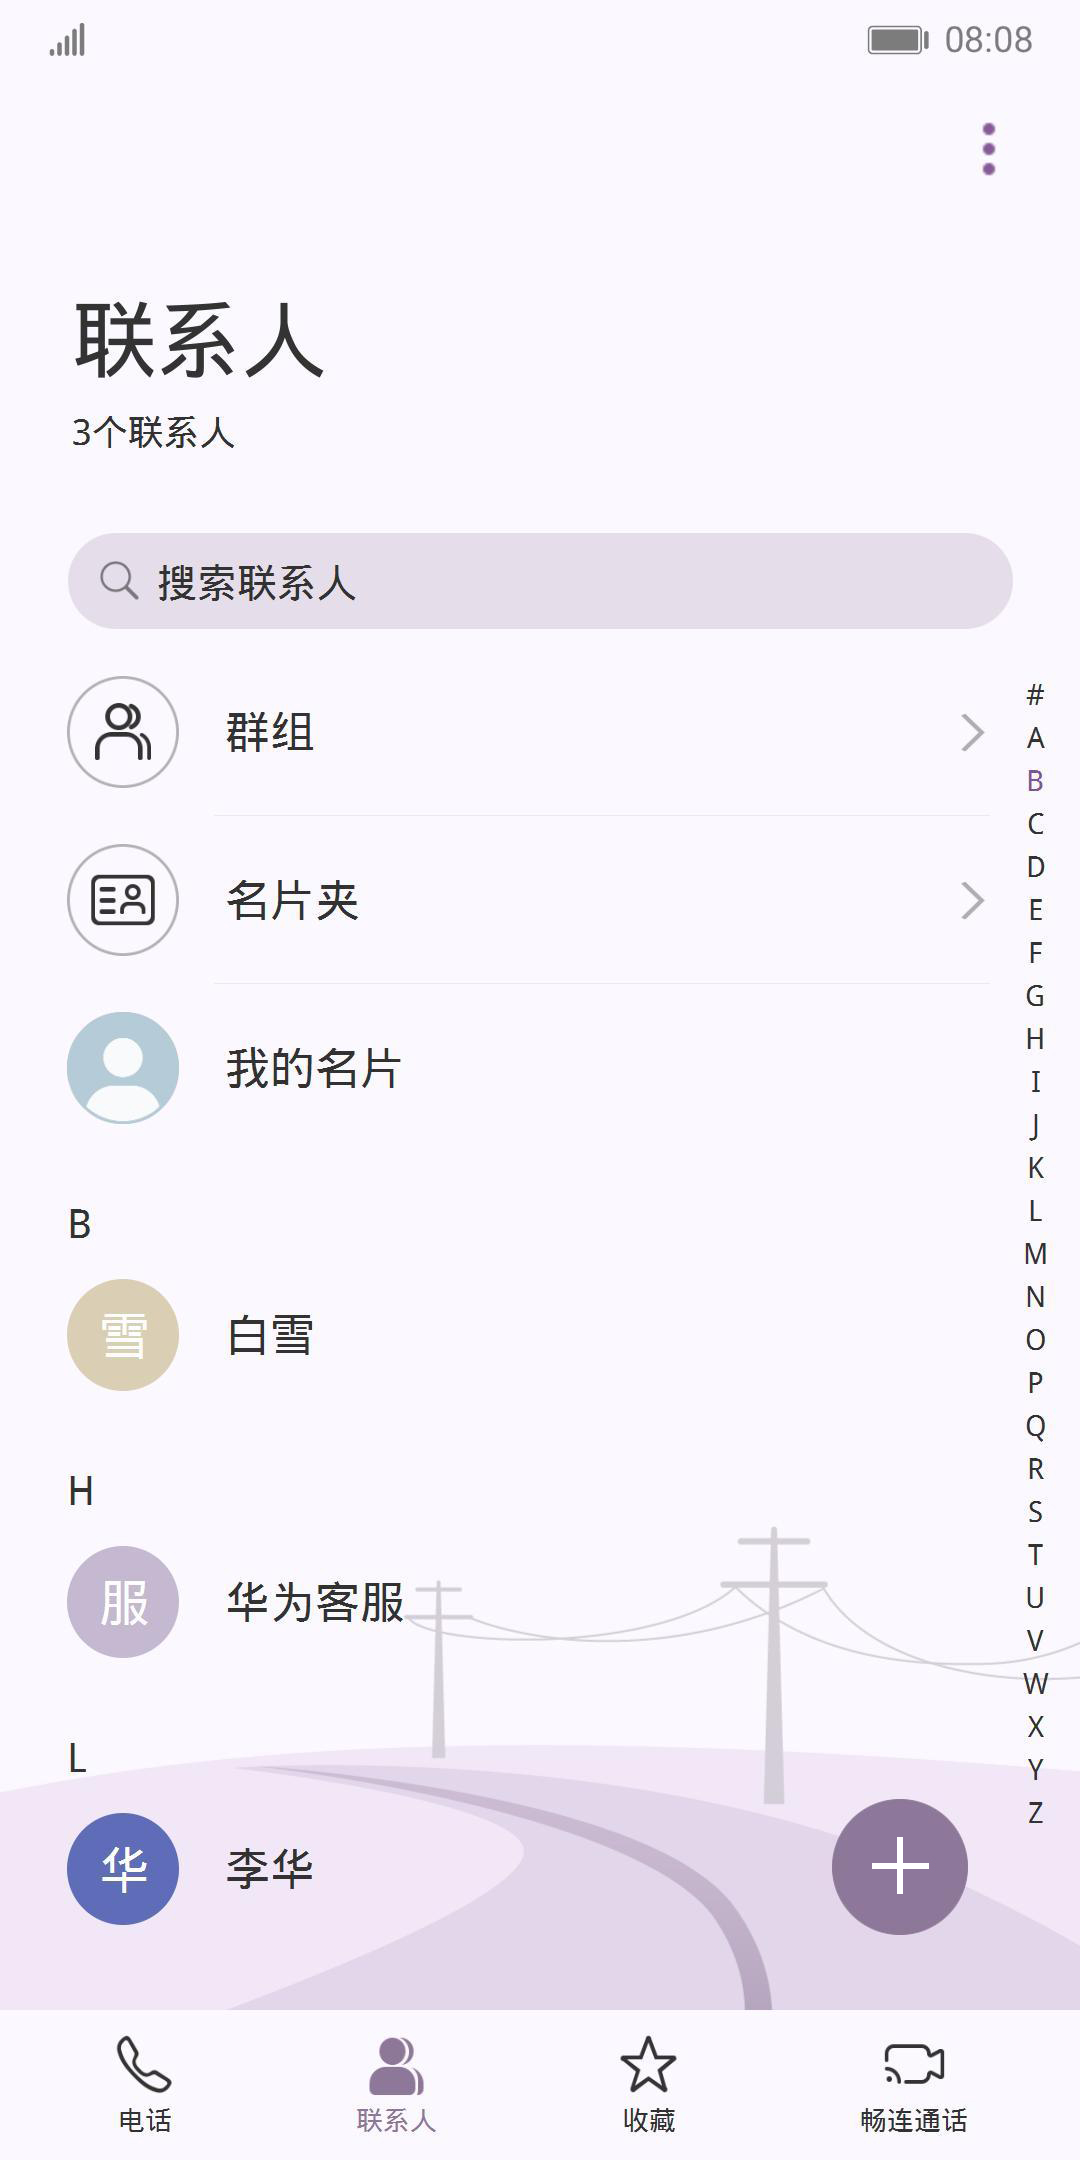 08:08
联系人
3个联系人
搜索联系人
群组
名片夹
我的名片
B
雪 白雪
H
服 华为客服
L
华 李华
#
A
B
C
D
E
F
G
H
I
J
K
L
M
N
O
P
Q
R
S
T
U
V
W
X
Y
Z
电话 联系人 收藏 畅连通话